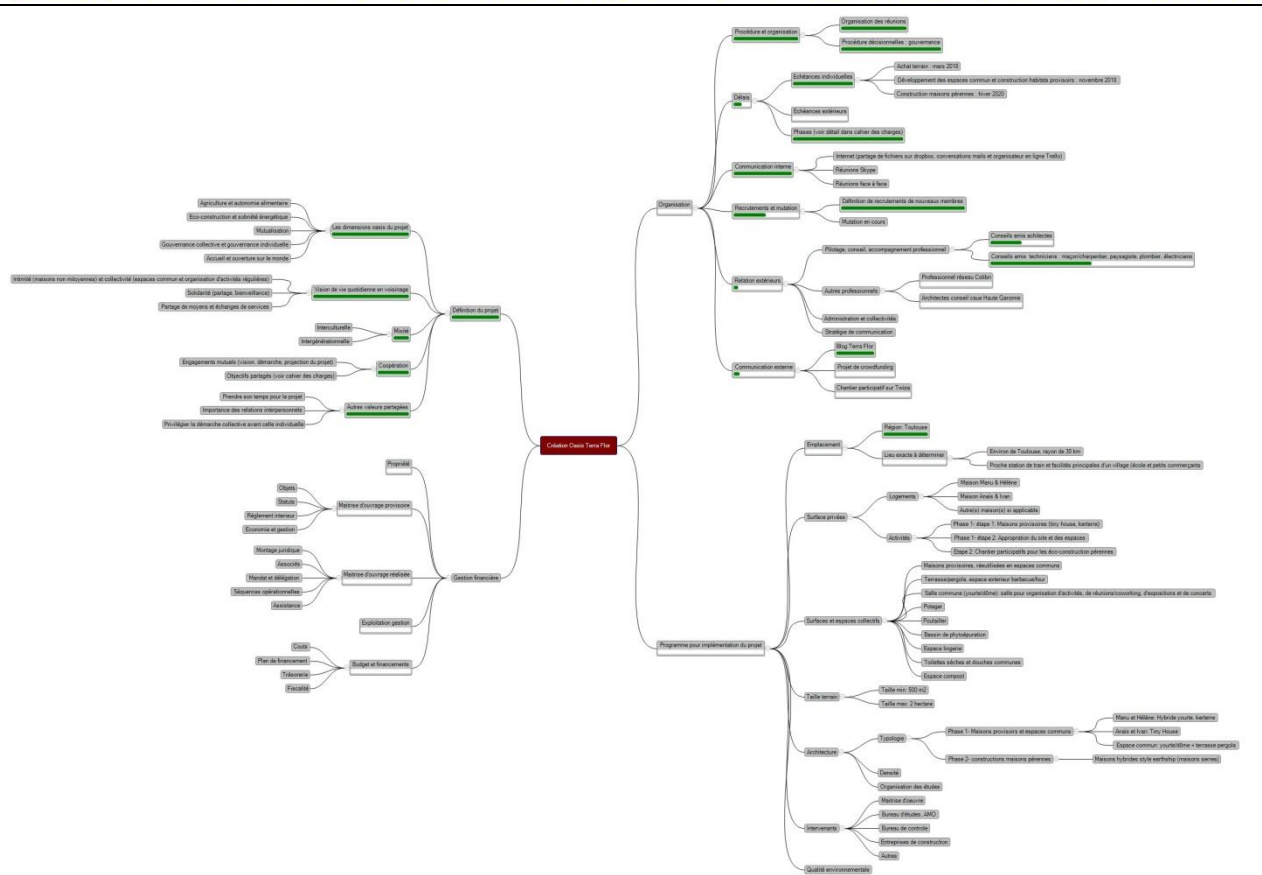 Création Oasis Terra Flor
Organisation
Procédure et organisation
Organisation des réunions
Procédure décisionnelles : gouvernance
Délais
Echéances individuelles
Achat terrain : mars 2018
Développement des espaces commun et construction habitats provisoirs : novembre 2018
Construction maisons pérennes : hiver 2020
Echéances extérieurs
Phases (voir détail dans cahier des charges)
Communication interne
Internet (partage de fichiers sur dropbox, conversations mails et organisateur en ligne Trello)
Réunions Skype
Réunions face à face
Recrutements et mutation
Définition de recrutements de nouveaux membres
Mutation en cours
Relation extérieurs
Pilotage, conseil, accompagnement professionnel
Conseils amis achitectes
Conseils amis techniciens : maçon/charpentier, paysagiste, plombier, électriciens
Autres professionnels
Professionnel réseau Colibri
Architectes conseil caue Haute Garonne
Administration et collectivités
Stratégie de communication
Communication externe
Blog Terra Flor
Projet de crowdfunding
Chantier participatif sur Twiza
Définition du projet
Les dimensions oasis du projet
Agriculture et autonomie alimentaire
Eco-construction et sobriété énergétique
Mutualisation
Gouvernance collective et gouvernance individuelle
Accueil et ouverture sur le monde
Vision de vie quotidienne en voisinage
Intimité (maisons non mitoyennes) et collectivité (espaces commun et organisation d'activités régulières)
Solidarité (partage, bienveillance)
Partage de moyens et échanges de services
Mixité
Interculturelle
Intergénérationnelle
Coopération
Engagements mutuels (vision, démarche, projection du projet)
Objectifs partagés (voir cahier des charges)
Autres valeurs partagées
Prendre son temps pour le projet
Importance des relations interpersonnels
Privilégier la démarche collective avant celle individuelle
Gestion financière
Propriété
Maitrise d'ouvrage provisoire
Objets
Statuts
Règlement interieur
Economie et gestion
Maitrise d'ouvrage réalisée
Montage juridique
Associés
Mandat et délégation
Séquences opérationnelles
Assistance
Exploitation gestion
Budget et financements
Couts
Plan de financement
Trésorerie
Fiscalité
Programme pour implémentation du projet
Emplacement
Région: Toulouse
Lieu exacte à déterminer
Environ de Toulouse, rayon de 30 km
Proche station de train et facilités principales d'un village (école et petits commerçants
Surface privées
Logements
Maison Manu & Hélène
Maison Anaïs & Ivan
Autre(s) maison(s) si applicable
Activités
Phase 1- étape 1: Maisons provisoires (tiny house, kerterre)
Phase 1- étape 2: Appropration du site et des espaces
Etape 2: Chantier participatifs pour les éco-construction pérennes
Surfaces et espaces collectifs
Maisons provisoires, réutilisées en espaces communs
Terrasse/pergola, espace exterieur barbecue/four
Salle commune (yourte/dôme): salle pour organisation d'activités, de réunions/coworking, d'expositions et de concerts
Potager
Poulailler
Bassin de phytoépuration
Espace lingerie
Toilettes sèches et douches communes
Espace compost
Taille terrain
Taille min: 500 m2
Taille max: 2 hectare
Architecture
Typologie
Phase 1- Maisons provisoirs et espaces communs
Manu et Hélène: Hybride yourte, kerterre
Anaïs et Ivan: Tiny House
Espace commun: yourte/dôme + terrasse pergola
Phase 2- constructions maisons pérennes
Maisons hybrides style earthship (maisons serres)
Densité
Organisation des études
Intervenants
Maitrise d'oeuvre
Bureau d'études, AMO
Bureau de controle
Entreprises de construction
Autres
Qualité environnementale